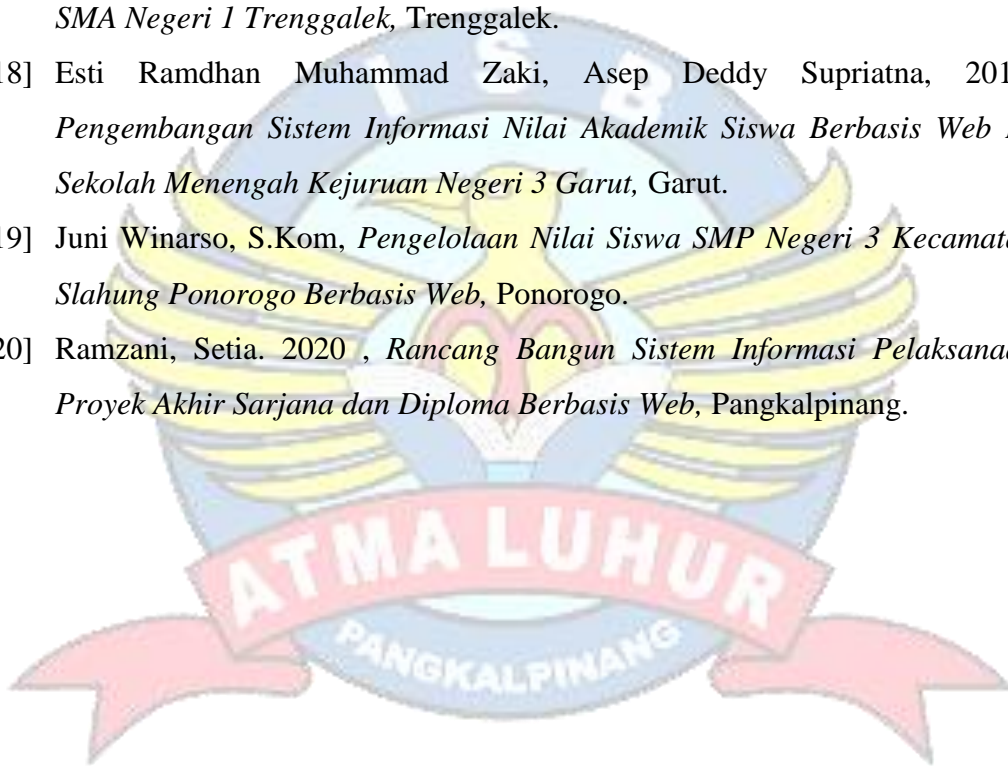 SMA Negeri 1 Trenggalek, Trenggalek.
18] Esti Ramdhan Muhammad Zaki, Asep Deddy Supriatna, 201
Pengembangan Sistem Informasi Nilai Akademik Siswa Berbasis Web
Sekolah Menengah Kejuruan Negeri 3 Garut, Garut.
19] Juni Winarso, S.Kom, Pengelolaan Nilai Siswa SMP Negeri 3 Kecamata
Slahung Ponorogo Berbasis Web, Ponorogo.
20] Ramzani, Setia. 2020 , Rancang Bangun Sistem Informasi Pelaksanaa
Proyek Akhir Sarjana dan Diploma Berbasis Web, Pangkalpinang.
I S B
ATMA LUHUR
PANGKALPINANG